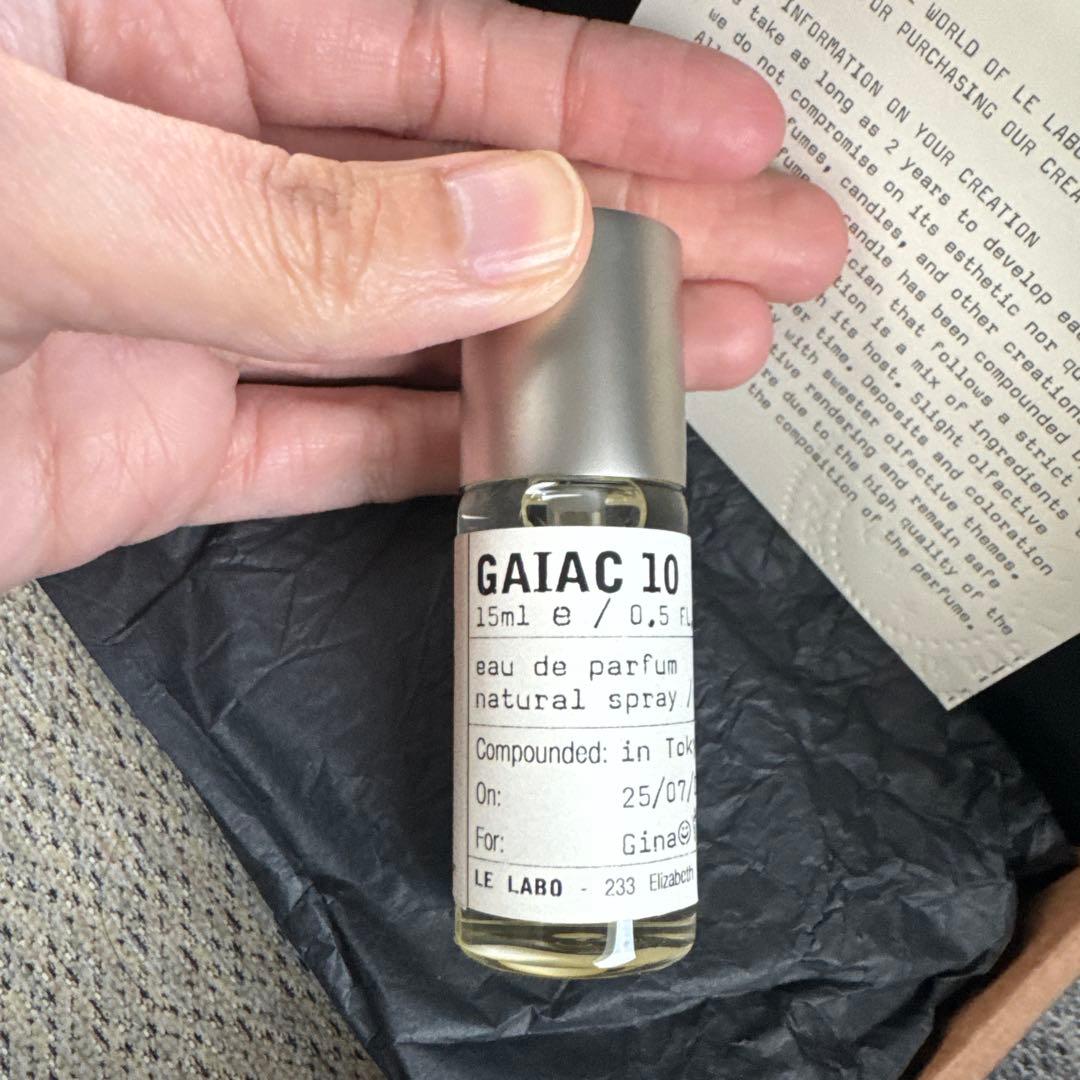 GAIAC 10
15ml e / 0.5 FL
eau de parfum
natural spray /
Compounded: in Tok
On: 25/07/
For: Gina☺
LE LABO - 233 Elizabeth
WORLD OF LE LABO
OR PURCHASING OUR CREA
INFORMATION ON YOUR CREATION
take as long as 2 years to develop ea
we do not compromise on its esthetic nor qu
All fumes, candles, and other creation
candle has been compounded b
ician that follows a strict
tion is a mix of ingredients
h its host. Slight olfactive
er time. Deposits and coloration
with sweeter olfactive themes.
tive rendering and remain safe
re due to the high quality of the
the composition of the perfume.